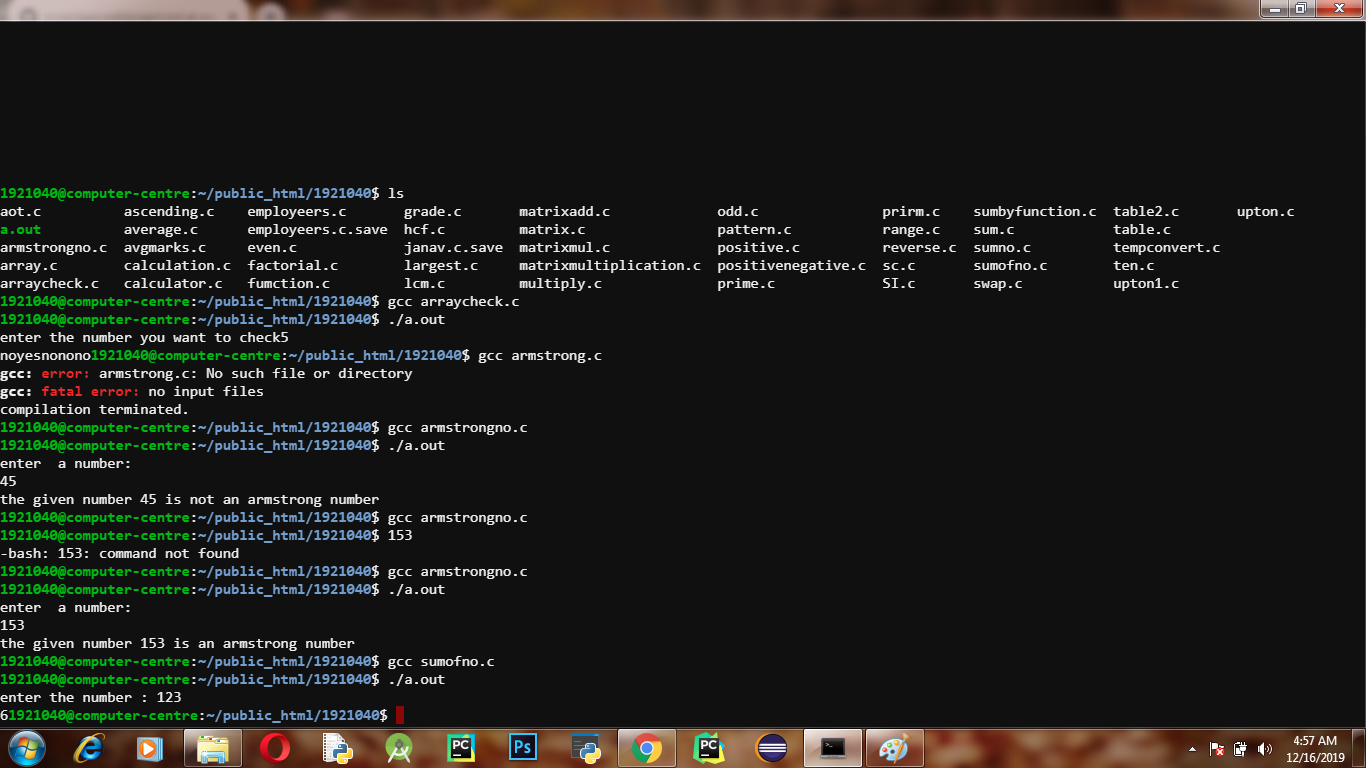 1921040@computer-centre:~/public_html/1921040$ ls
aot.c ascending.c employeers.c grade.c matrixadd.c odd.c prirm.c sumbyfunction.c table2.c upton.c
a.out average.c employeers.c.save hcf.c matrix.c pattern.c range.c sum.c table.c
armstrongno.c avgmarks.c even.c janav.c.save matrixmul.c positive.c reverse.c sumno.c tempconvert.c
array.c calculation.c factorial.c largest.c matrixmultiplication.c positivenegative.c sc.c sumofno.c ten.c
arraycheck.c calculator.c fumction.c lcm.c multiply.c prime.c SI.c swap.c upton1.c
1921040@computer-centre:~/public_html/1921040$ gcc arraycheck.c
1921040@computer-centre:~/public_html/1921040$ ./a.out
enter the number you want to check5
noyesnonono1921040@computer-centre:~/public_html/1921040$ gcc armstrong.c
gcc: error: armstrong.c: No such file or directory
gcc: fatal error: no input files
compilation terminated.
1921040@computer-centre:~/public_html/1921040$ gcc armstrongno.c
1921040@computer-centre:~/public_html/1921040$ ./a.out
enter  a number:
45
the given number 45 is not an armstrong number
1921040@computer-centre:~/public_html/1921040$ gcc armstrongno.c
1921040@computer-centre:~/public_html/1921040$ 153
-bash: 153: command not found
1921040@computer-centre:~/public_html/1921040$ gcc armstrongno.c
1921040@computer-centre:~/public_html/1921040$ ./a.out
enter  a number:
153
the given number 153 is an armstrong number
1921040@computer-centre:~/public_html/1921040$ gcc sumofno.c
1921040@computer-centre:~/public_html/1921040$ ./a.out
enter the number : 123
61921040@computer-centre:~/public_html/1921040$
PC Ps PC
4:57 AM
12/16/2019